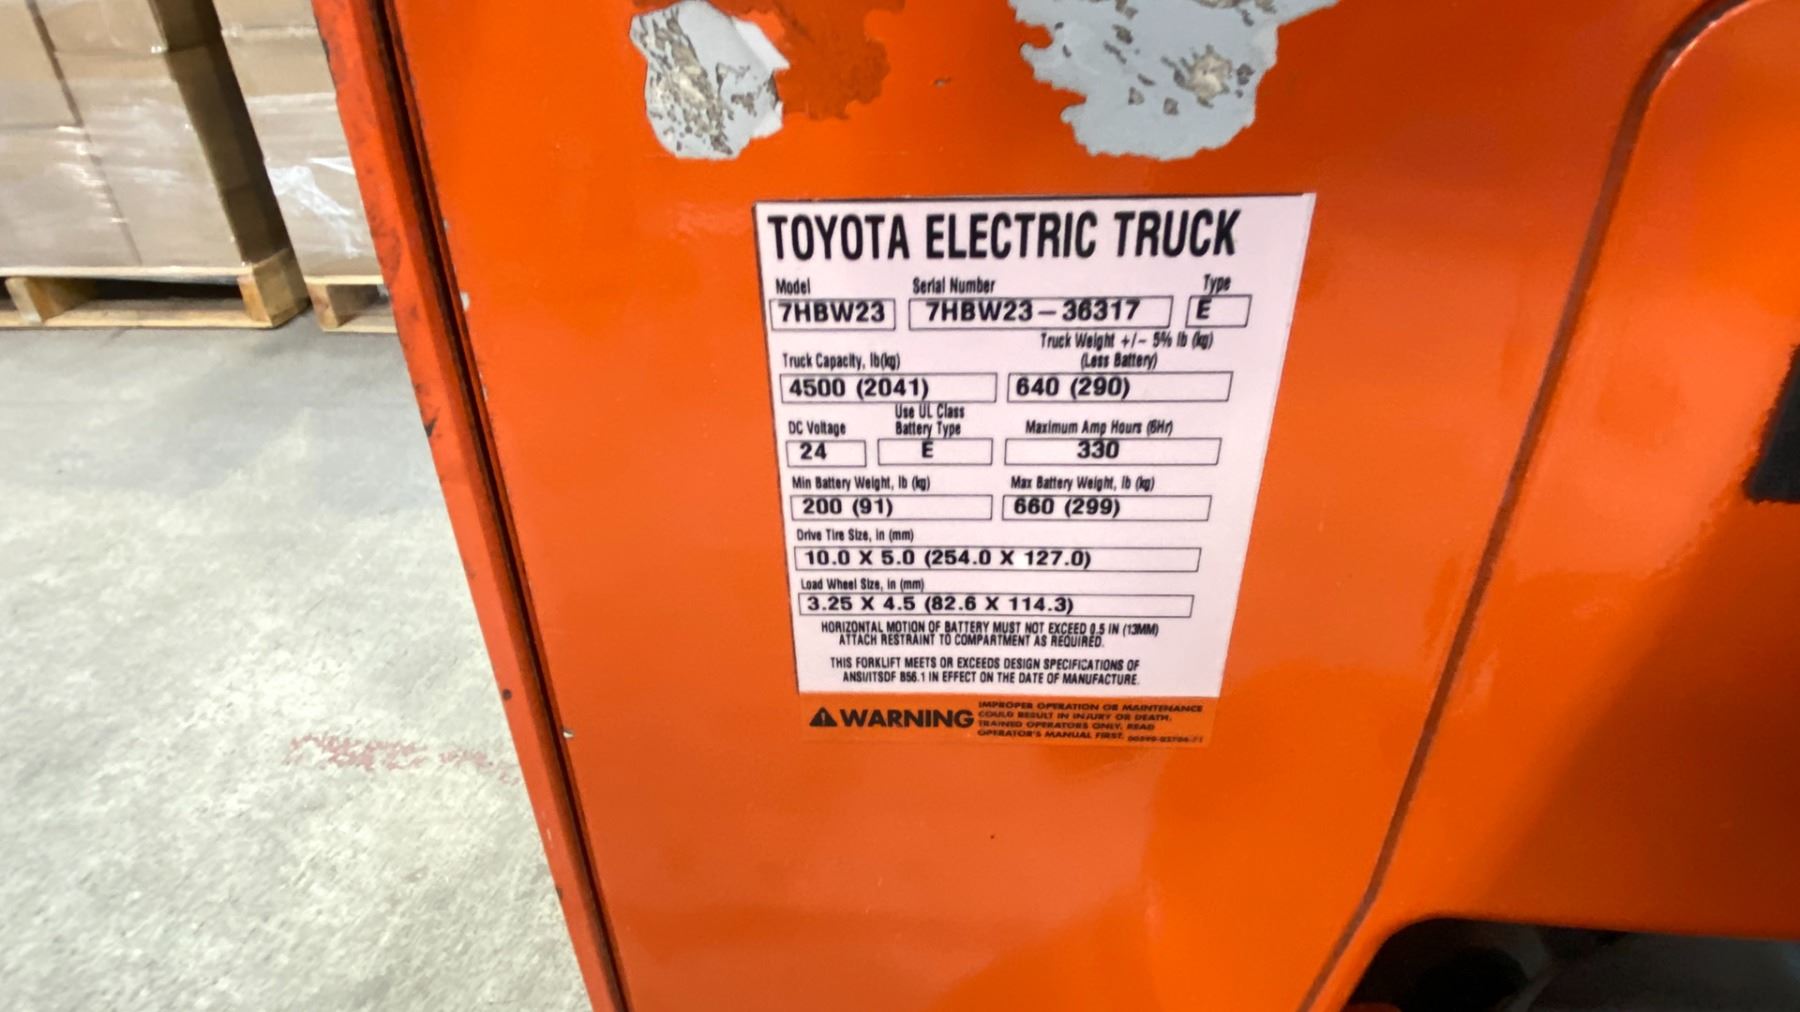 TOYOTA ELECTRIC TRUCK
Model Serial Number Type
7HBW23 7HBW23-36317 E
Truck Weight +/- 5% lb (kg)
Truck Capacity, lb(kg) (Less Battery)
4500 (2041) 640 (290)
Use UL Class
DC Voltage Battery Type Maximum Amp Hours (6Hr)
24 E 330
Min Battery Weight, lb (kg) Max Battery Weight, lb (kg)
200 (91) 660 (299)
Drive Tire Size, in (mm)
10.0 X 5.0 (254.0 X 127.0)
Load Wheel Size, in (mm)
3.25 X 4.5 (82.6 X 114.3)
HORIZONTAL MOTION OF BATTERY MUST NOT EXCEED 0.5 IN (13MM)
ATTACH RESTRAINT TO COMPARTMENT AS REQUIRED.
THIS FORKLIFT MEETS OR EXCEEDS DESIGN SPECIFICATIONS OF
ANSI/ITSDF B56.1 IN EFFECT ON THE DATE OF MANUFACTURE.
WARNING
IMPROPER OPERATION OR MAINTENANCE
COULD RESULT IN INJURY OR DEATH.
TRAINED OPERATORS ONLY. READ
OPERATOR'S MANUAL FIRST.